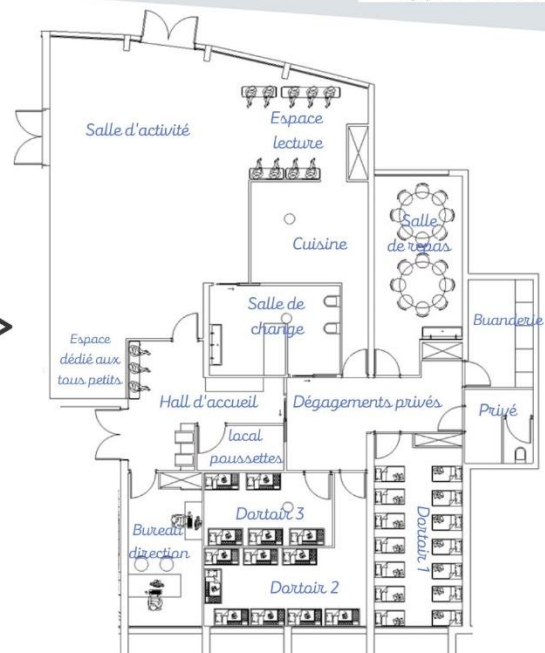 Salle d'activité
Espace
lecture
Cuisine
Salle
de repas
Salle de
change
Buanderie
Espace
dédié aux
tous petits
Hall d'accueil
Dégagements privés
Privé
local
poussettes
Dortoir 3
Bureau
direction
Dortoir 1
Dortoir 2